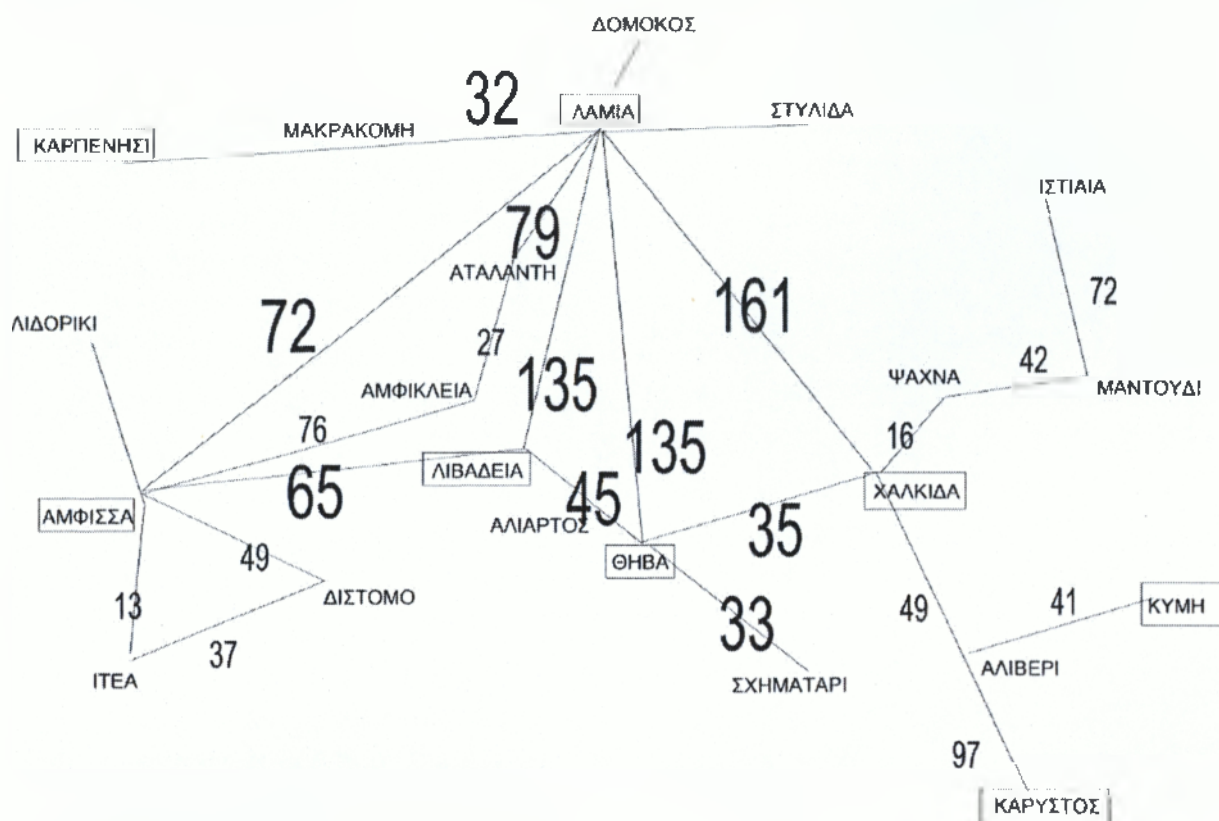 ΔΟΜΟΚΟΣ
32
ΛΑΜΙΑ
ΣΤΥΛΙΔΑ
ΜΑΚΡΑΚΟΜΗ
ΚΑΡΠΕΝΗΣΙ
ΙΣΤΙΑΙΑ
79
ΑΤΑΛΑΝΤΗ
161
72
72
ΛΙΔΟΡΙΚΙ
27
42
ΨΑΧΝΑ
ΜΑΝΤΟΥΔΙ
135
ΑΜΦΙΚΛΕΙΑ
76
135
16
65
ΛΙΒΑΔΕΙΑ
45
ΧΑΛΚΙΔΑ
ΑΜΦΙΣΣΑ
ΑΛΙΑΡΤΟΣ
35
49
ΘΗΒΑ
ΔΙΣΤΟΜΟ
13
33
49
41
ΚΥΜΗ
37
ΙΤΕΑ
ΣΧΗΜΑΤΑΡΙ
ΑΛΙΒΕΡΙ
97
ΚΑΡΥΣΤΟΣ